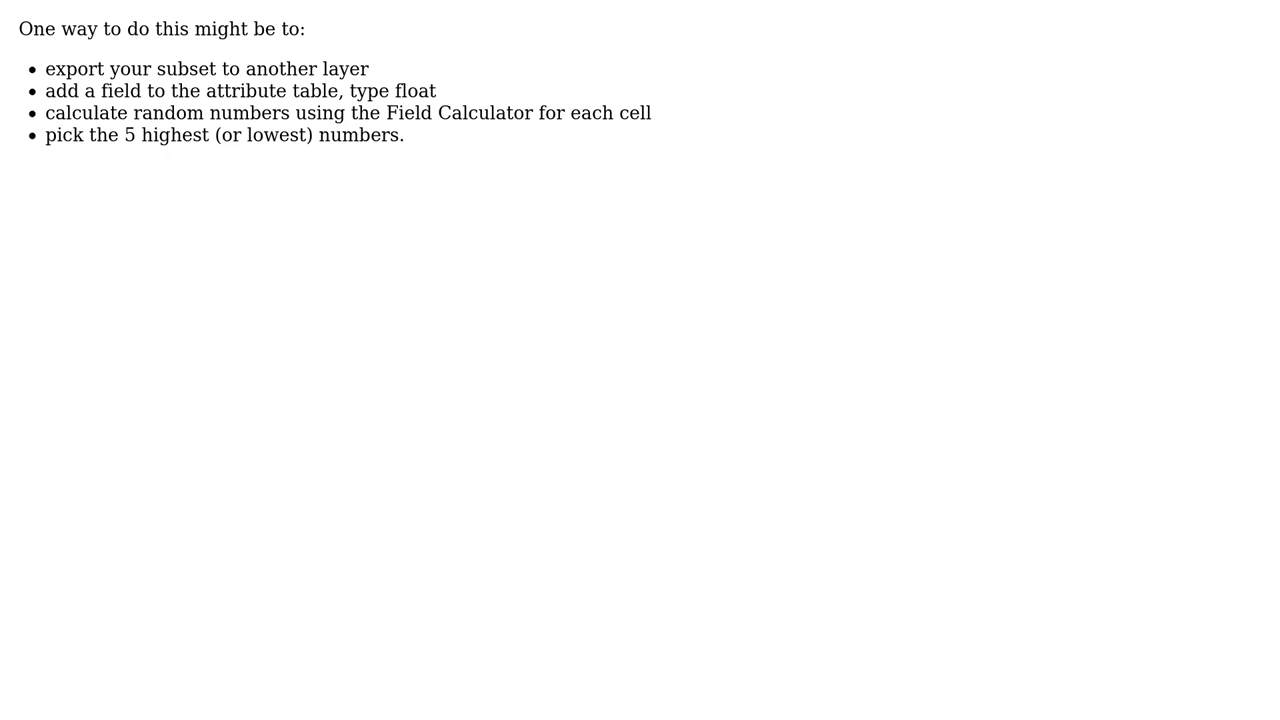 One way to do this might be to:
• export your subset to another layer
• add a field to the attribute table, type float
• calculate random numbers using the Field Calculator for each cell
• pick the 5 highest (or lowest) numbers.